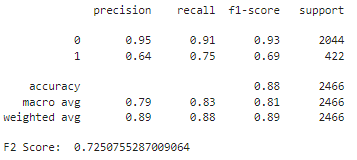 precision recall f1-score support
0 0.95 0.91 0.93 2044
1 0.64 0.75 0.69 422
accuracy 0.88 2466
macro avg 0.79 0.83 0.81 2466
weighted avg 0.89 0.88 0.89 2466
F2 Score: 0.7250755287009064